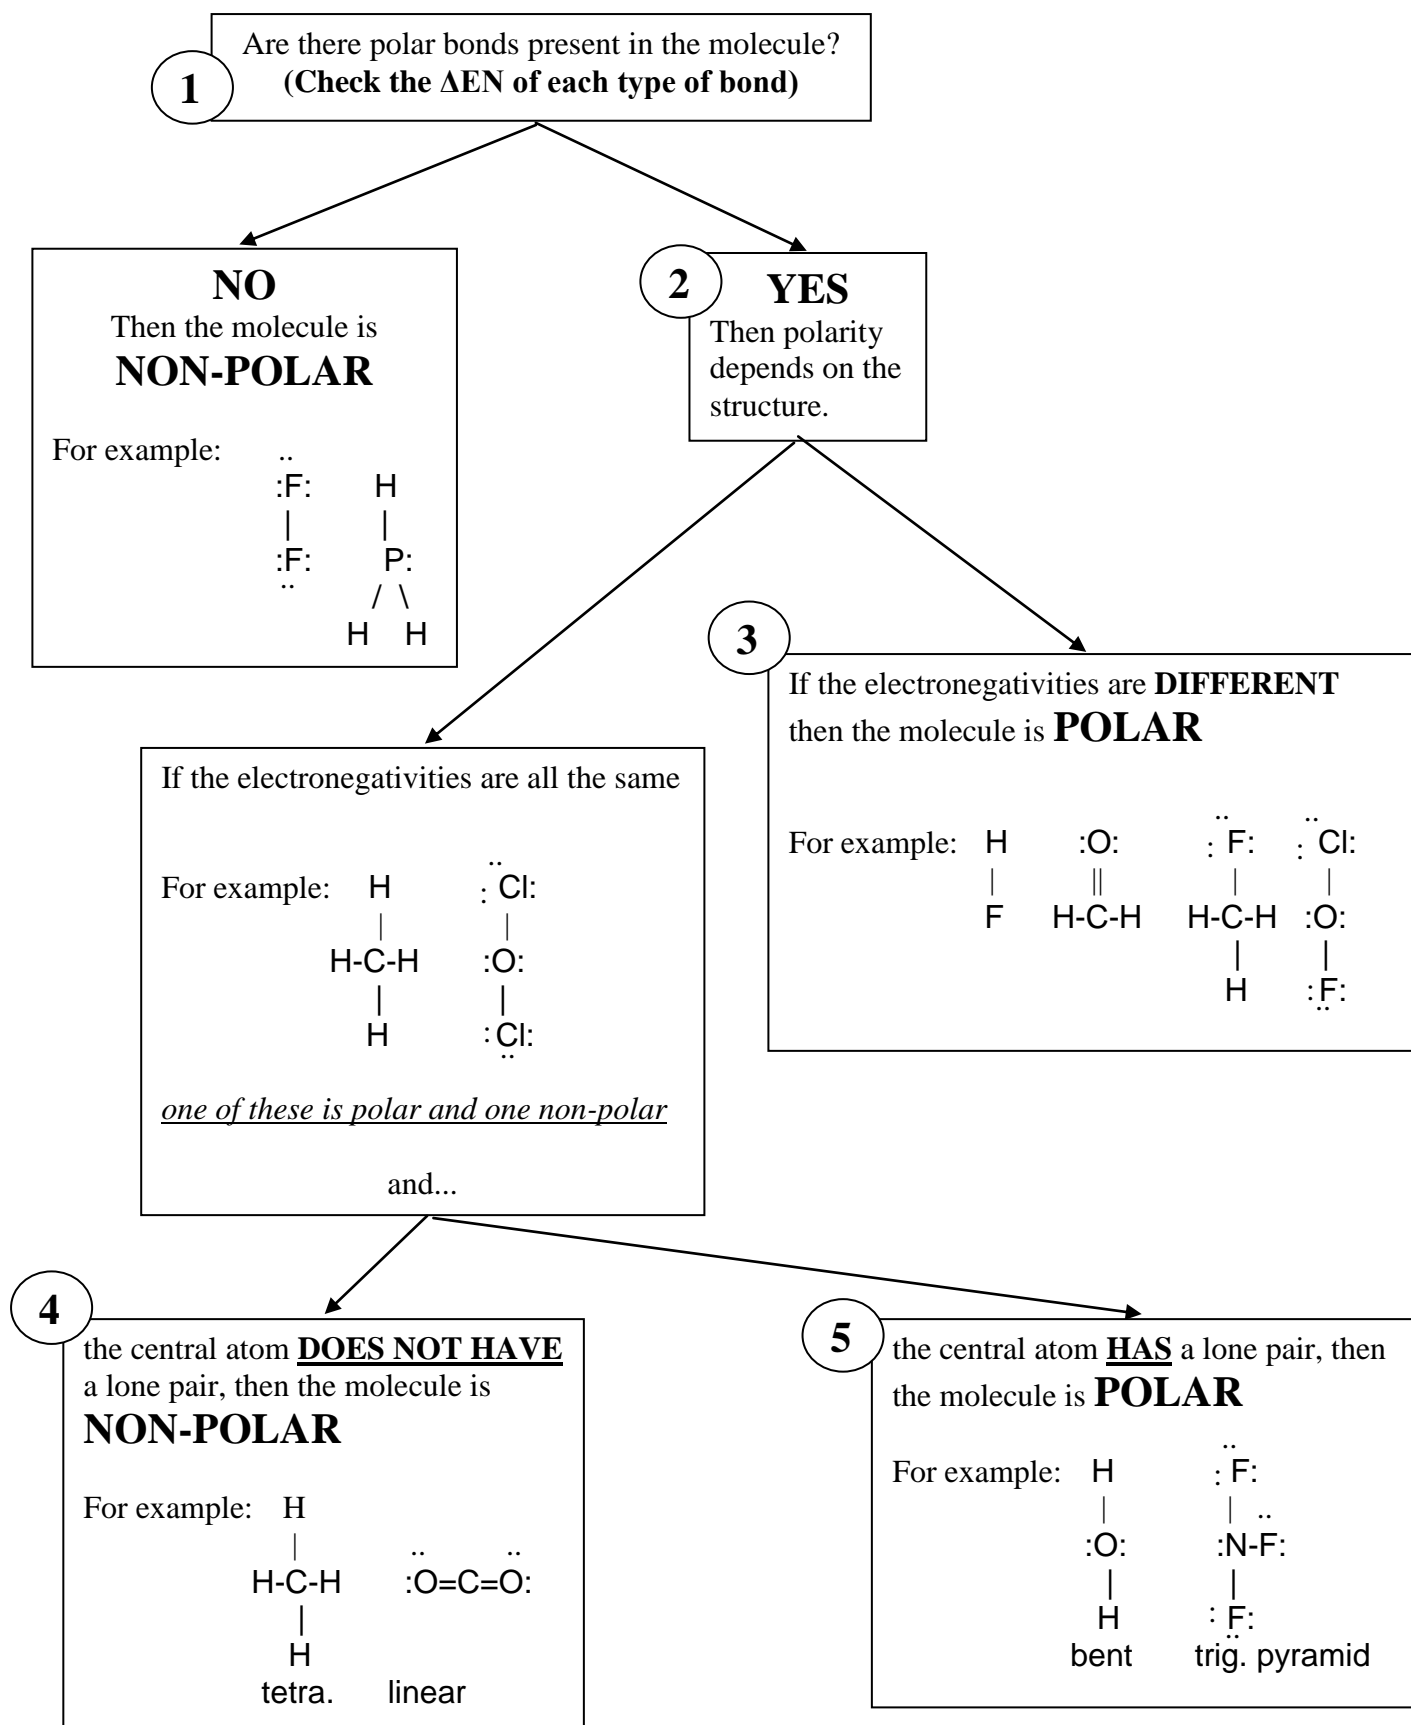 1
Are there polar bonds present in the molecule?
(Check the ΔEN of each type of bond)
NO
Then the molecule is
NON-POLAR
For example:
..
:F: H
| |
:F: P:
.. / \
H H
2
YES
Then polarity
depends on the
structure.
3
If the electronegativities are DIFFERENT
then the molecule is POLAR
.. ..
For example: H :O: : F: : Cl:
| || | |
F H-C-H H-C-H :O:
| |
H :F:
..
If the electronegativities are all the same
..
For example: H : Cl:
| |
H-C-H :O:
| |
H :Cl:
..
one of these is polar and one non-polar
and...
4
the central atom DOES NOT HAVE
a lone pair, then the molecule is
NON-POLAR
For example: H
| .. ..
H-C-H :O=C=O:
|
H
tetra. linear
5
the central atom HAS a lone pair, then
the molecule is POLAR
..
For example: H : F:
| | ..
:O: :N-F:
| |
H : F:
..
bent trig. pyramid